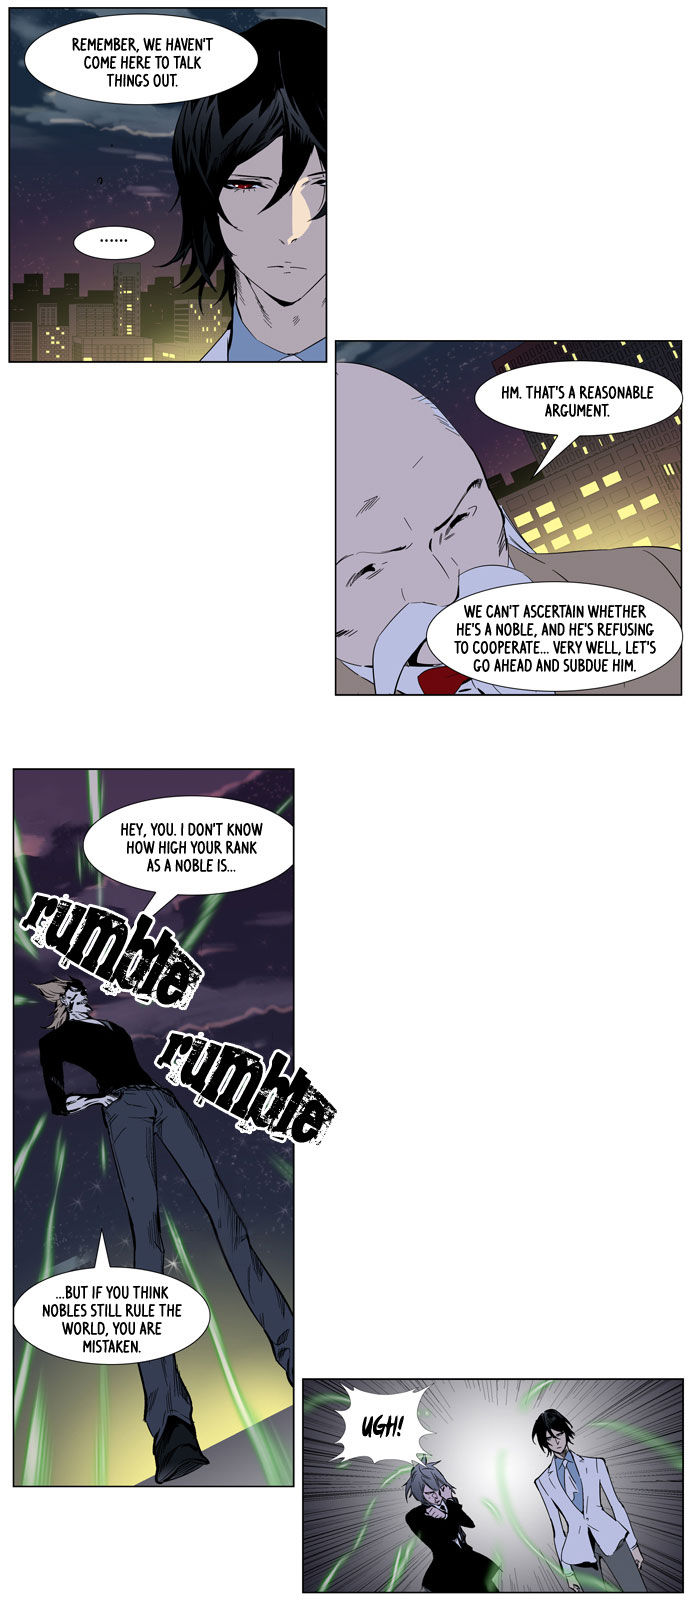 REMEMBER, WE HAVEN'T
COME HERE TO TALK
THINGS OUT.
......
HM. THAT'S A REASONABLE
ARGUMENT.
WE CAN'T ASCERTAIN WHETHER
HE'S A NOBLE, AND HE'S REFUSING
TO COOPERATE... VERY WELL, LET'S
GO AHEAD AND SUBDUE HIM.
HEY, YOU. I DON'T KNOW
HOW HIGH YOUR RANK
AS A NOBLE IS...
rumble
rumble
...BUT IF YOU THINK
NOBLES STILL RULE THE
WORLD, YOU ARE
MISTAKEN.
UGH!